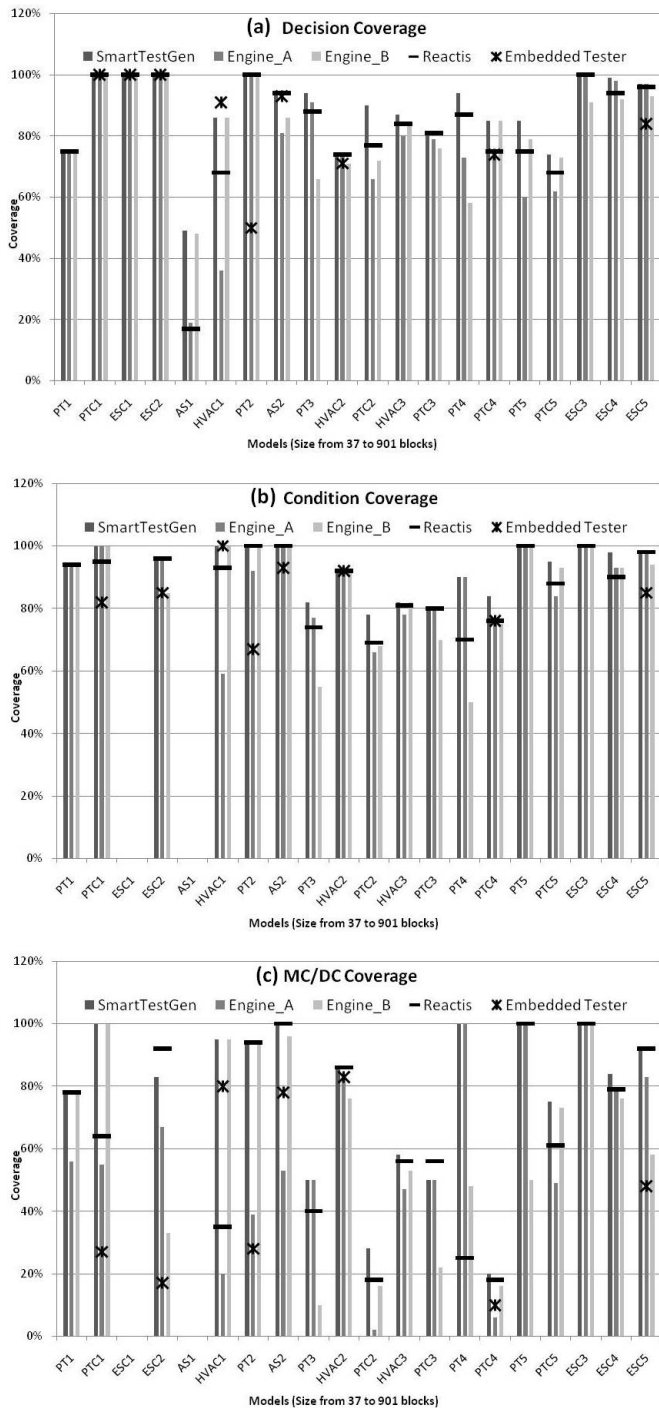 (a) Decision Coverage
SmartTestGen Engine_A Engine_B Reactis Embedded Tester
120%
100%
80%
60%
40%
20%
0%
Coverage
PT1 PTC1 ESC1 ESC2 AS1 HVAC1 PT2 AS2 PT3 HVAC2 PTC2 HVAC3 PTC3 PT4 PTC4 PT5 PTC5 ESC3 ESC4 ESC5
Models (Size from 37 to 901 blocks)
(b) Condition Coverage
SmartTestGen Engine_A Engine_B Reactis Embedded Tester
120%
100%
80%
60%
40%
20%
0%
Coverage
PT1 PTC1 ESC1 ESC2 AS1 HVAC1 PT2 AS2 PT3 HVAC2 PTC2 HVAC3 PTC3 PT4 PTC4 PT5 PTC5 ESC3 ESC4 ESC5
Models (Size from 37 to 901 blocks)
(c) MC/DC Coverage
SmartTestGen Engine_A Engine_B Reactis Embedded Tester
120%
100%
80%
60%
40%
20%
0%
Coverage
PT1 PTC1 ESC1 ESC2 AS1 HVAC1 PT2 AS2 PT3 HVAC2 PTC2 HVAC3 PTC3 PT4 PTC4 PT5 PTC5 ESC3 ESC4 ESC5
Models (Size from 37 to 901 blocks)